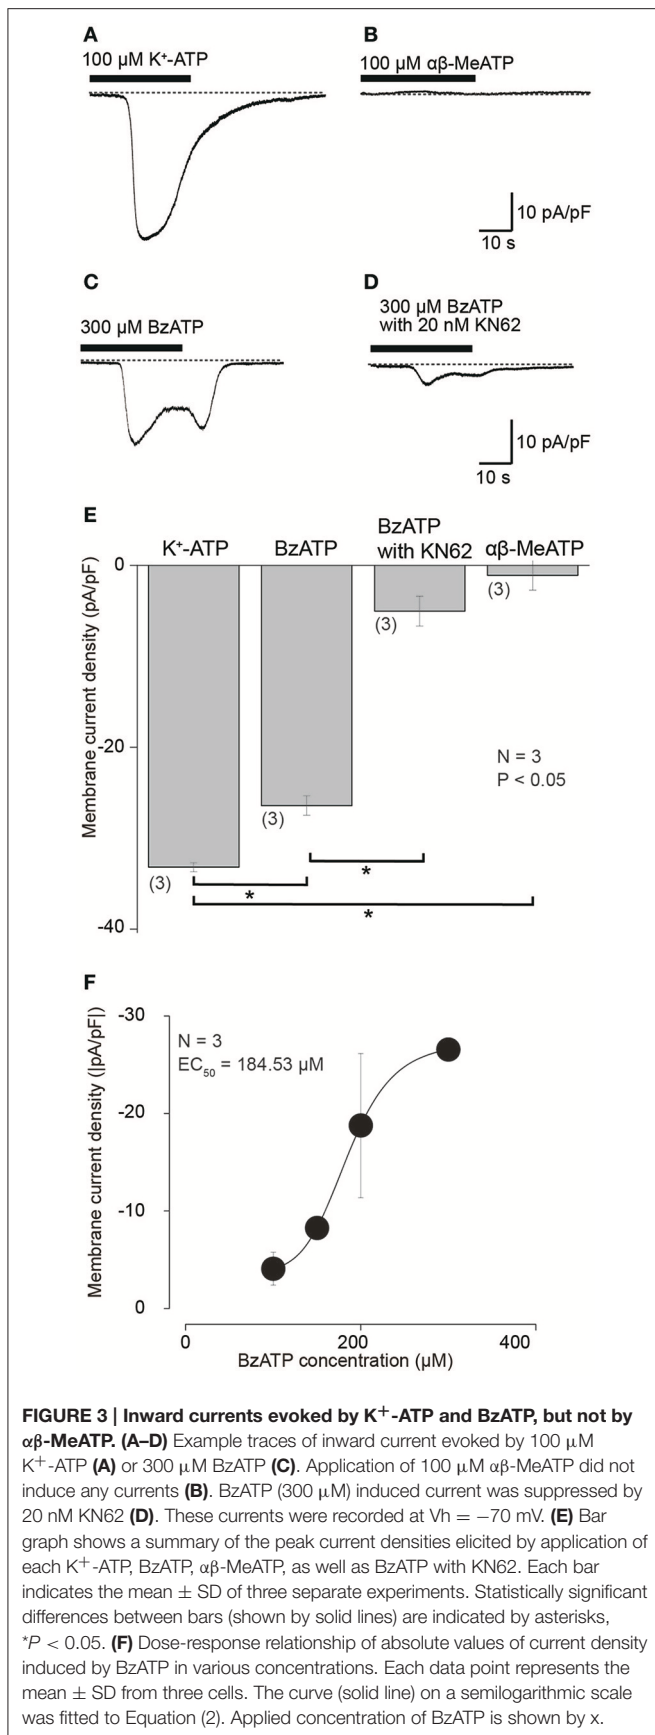 A
100 µM K⁺-ATP
B
100 µM αβ-MeATP
10 pA/pF
10 s
C
300 µM BzATP
D
300 µM BzATP
with 20 nM KN62
10 pA/pF
10 s
10 pA/pF
10 s
E
K⁺-ATP
BzATP
BzATP
with KN62
αβ-MeATP
Membrane current density (pA/pF)
0
-20
-40
(3)
(3)
(3)
(3)
N = 3
P < 0.05
*
*
*
F
Membrane current density (|pA/pF|)
-30
-20
-10
0
N = 3
EC₅₀ = 184.53 µM
0
200
400
BzATP concentration (µM)
FIGURE 3 | Inward currents evoked by K⁺-ATP and BzATP, but not by
αβ-MeATP. (A–D) Example traces of inward current evoked by 100 µM
K⁺-ATP (A) or 300 µM BzATP (C). Application of 100 µM αβ-MeATP did not
induce any currents (B). BzATP (300 µM) induced current was suppressed by
20 nM KN62 (D). These currents were recorded at Vh = −70 mV. (E) Bar
graph shows a summary of the peak current densities elicited by application of
each K⁺-ATP, BzATP, αβ-MeATP, as well as BzATP with KN62. Each bar
indicates the mean ± SD of three separate experiments. Statistically significant
differences between bars (shown by solid lines) are indicated by asterisks,
*P < 0.05. (F) Dose-response relationship of absolute values of current density
induced by BzATP in various concentrations. Each data point represents the
mean ± SD from three cells. The curve (solid line) on a semilogarithmic scale
was fitted to Equation (2). Applied concentration of BzATP is shown by x.